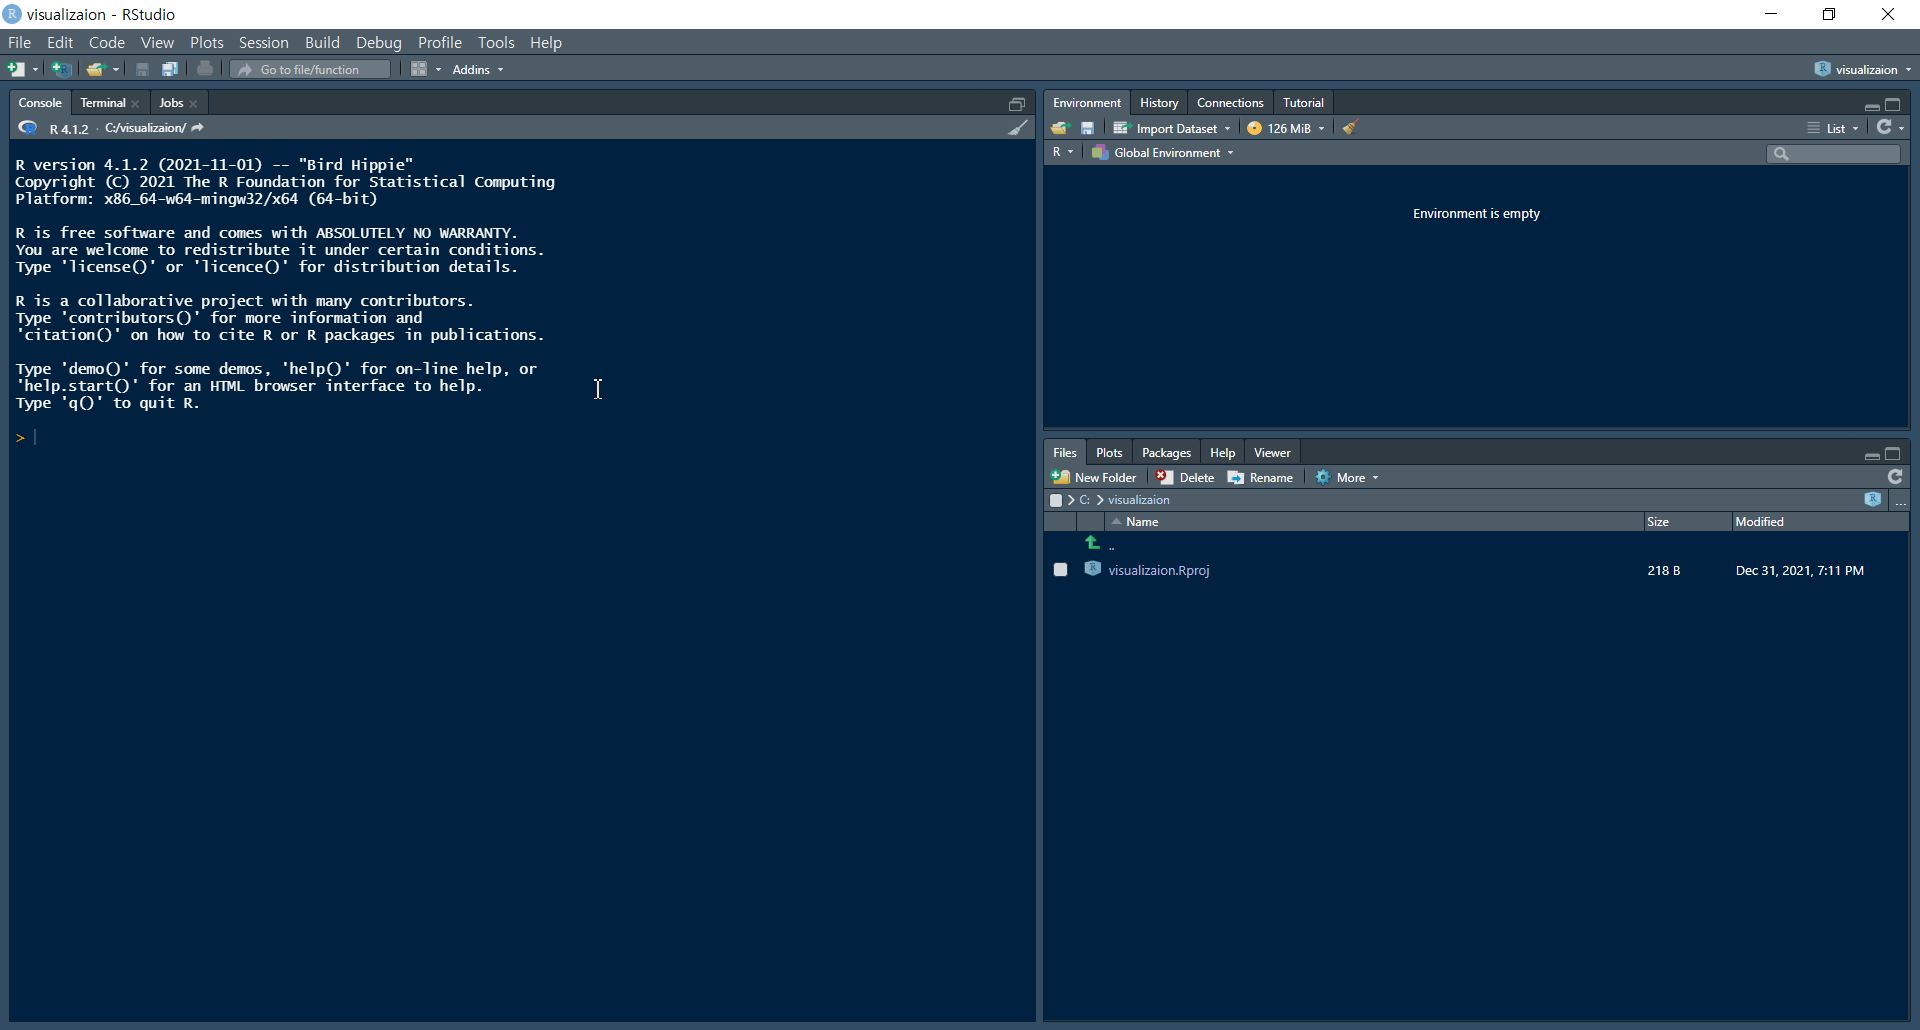 visualizaion - RStudio
File Edit Code View Plots Session Build Debug Profile Tools Help
Go to file/function Addins visualizaion
Console Terminal Jobs
R 4.1.2 · C:/visualizaion/
R version 4.1.2 (2021-11-01) -- "Bird Hippie"
Copyright (C) 2021 The R Foundation for Statistical Computing
Platform: x86_64-w64-mingw32/x64 (64-bit)
R is free software and comes with ABSOLUTELY NO WARRANTY.
You are welcome to redistribute it under certain conditions.
Type 'license()' or 'licence()' for distribution details.
R is a collaborative project with many contributors.
Type 'contributors()' for more information and
'citation()' on how to cite R or R packages in publications.
Type 'demo()' for some demos, 'help()' for on-line help, or
'help.start()' for an HTML browser interface to help.
Type 'q()' to quit R.
>
Environment History Connections Tutorial
Import Dataset 126 MiB List
R Global Environment
Environment is empty
Files Plots Packages Help Viewer
New Folder Delete Rename More
C: > visualizaion ...
Name Size Modified
..
visualizaion.Rproj 218 B Dec 31, 2021, 7:11 PM